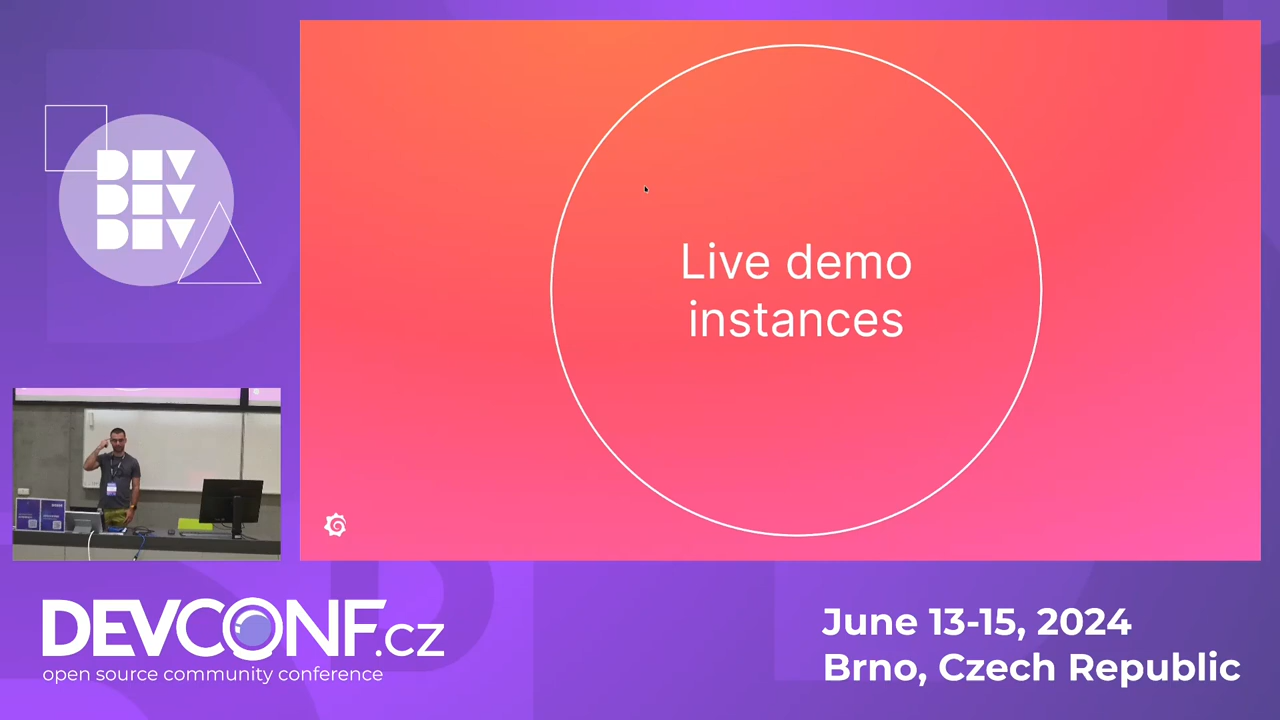 DEV
DEV
DEV
Live demo
instances
DEVCONF.cz
open source community conference
June 13-15, 2024
Brno, Czech Republic